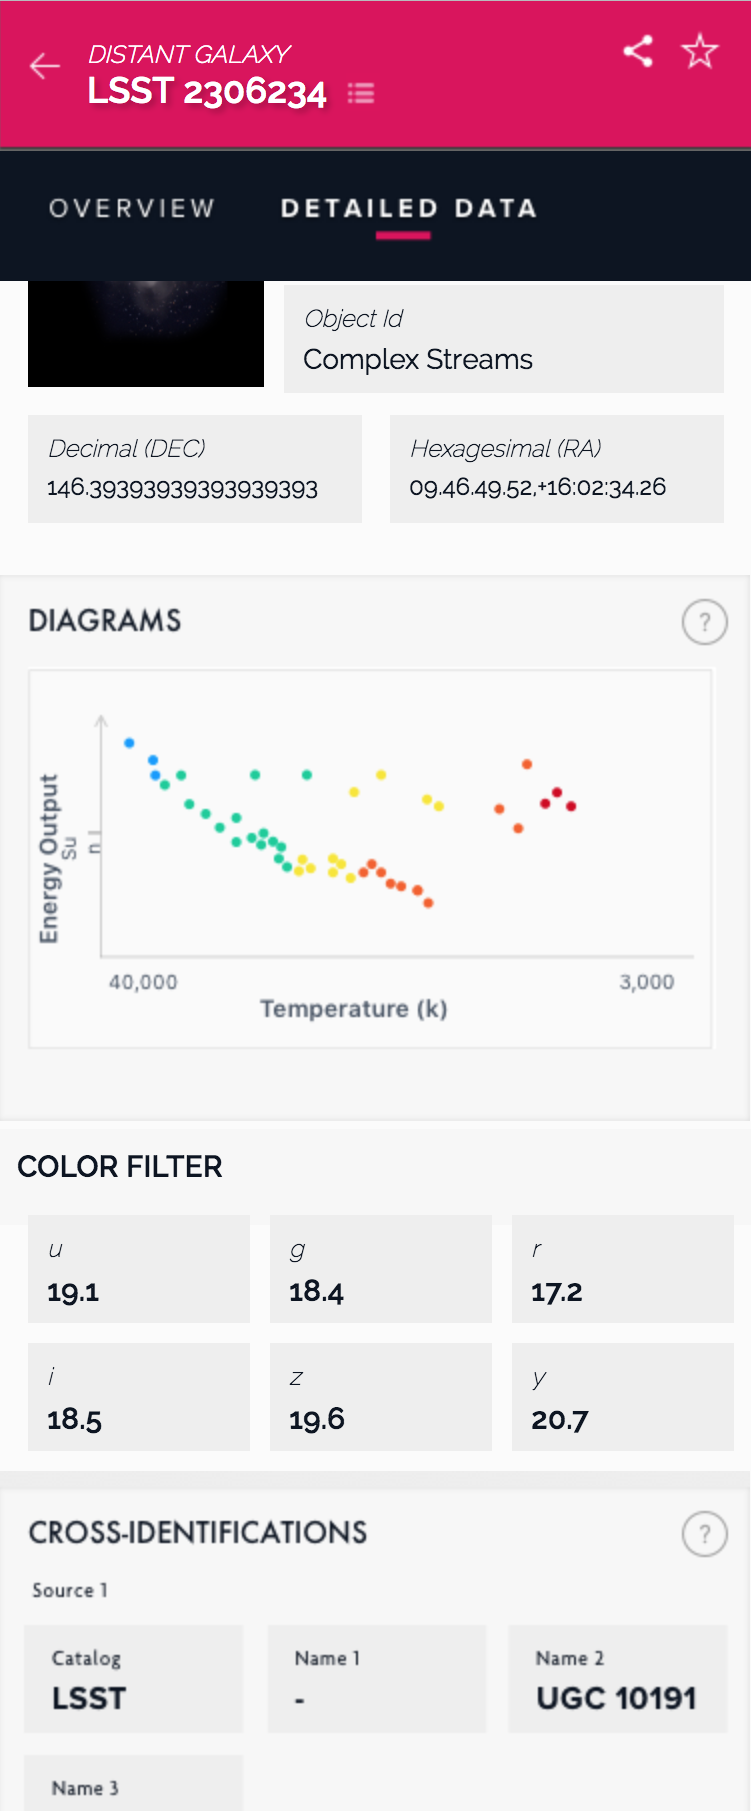 DISTANT GALAXY
LSST 2306234
OVERVIEW DETAILED DATA
Object Id
Complex Streams
Decimal (DEC) Hexagesimal (RA)
146.39393939393939393 09.46.49.52,+16:02:34.26
DIAGRAMS ?
Energy Output
Su
n
40,000 3,000
Temperature (k)
COLOR FILTER
u g r
19.1 18.4 17.2
i z y
18.5 19.6 20.7
CROSS-IDENTIFICATIONS ?
Source 1
Catalog Name 1 Name 2
LSST - UGC 10191
Name 3